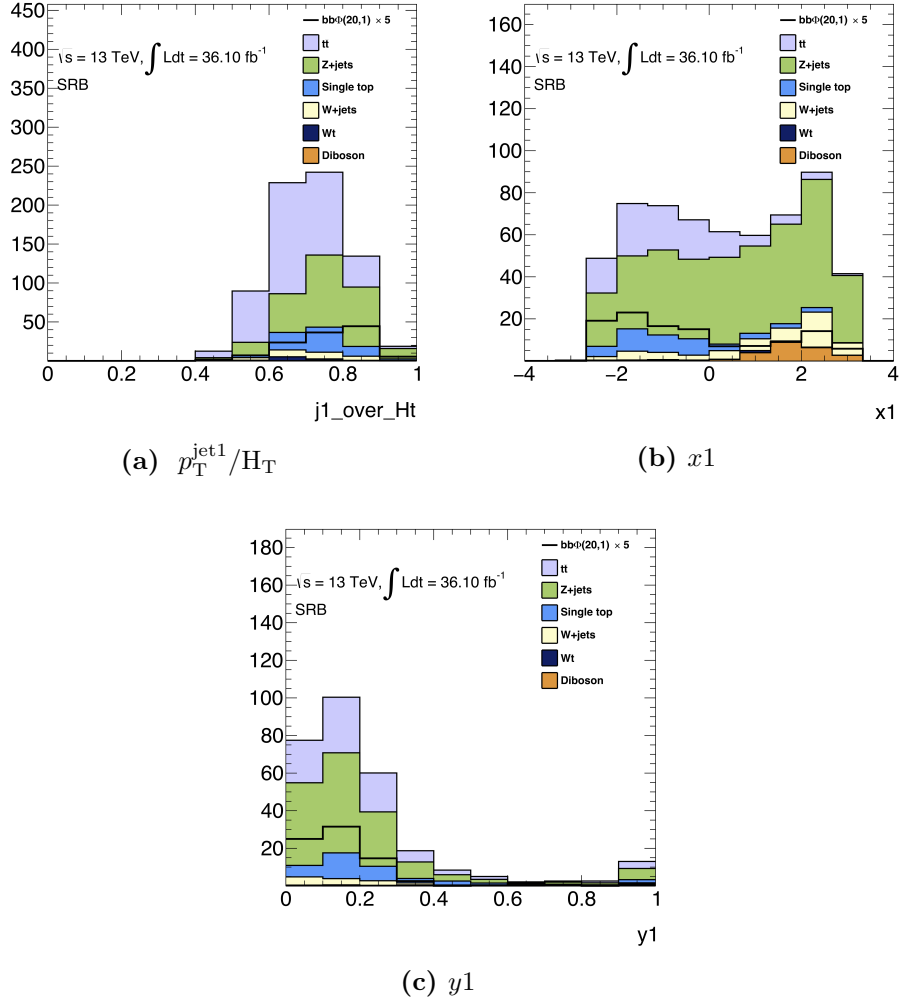 450
400
350
300
250
200
150
100
50
0
0.2
0.4
0.6
0.8
1
j1_over_Ht
√s = 13 TeV, ∫ Ldt = 36.10 fb⁻¹
SRB
bbΦ(20,1) × 5
tt
Z+jets
Single top
W+jets
Wt
Diboson
(a) p_T^jet1/H_T
160
140
120
100
80
60
40
20
−4
−2
0
2
4
x1
√s = 13 TeV, ∫ Ldt = 36.10 fb⁻¹
SRB
bbΦ(20,1) × 5
tt
Z+jets
Single top
W+jets
Wt
Diboson
(b) x1
180
160
140
120
100
80
60
40
20
0
0.2
0.4
0.6
0.8
1
y1
√s = 13 TeV, ∫ Ldt = 36.10 fb⁻¹
SRB
bbΦ(20,1) × 5
tt
Z+jets
Single top
W+jets
Wt
Diboson
(c) y1